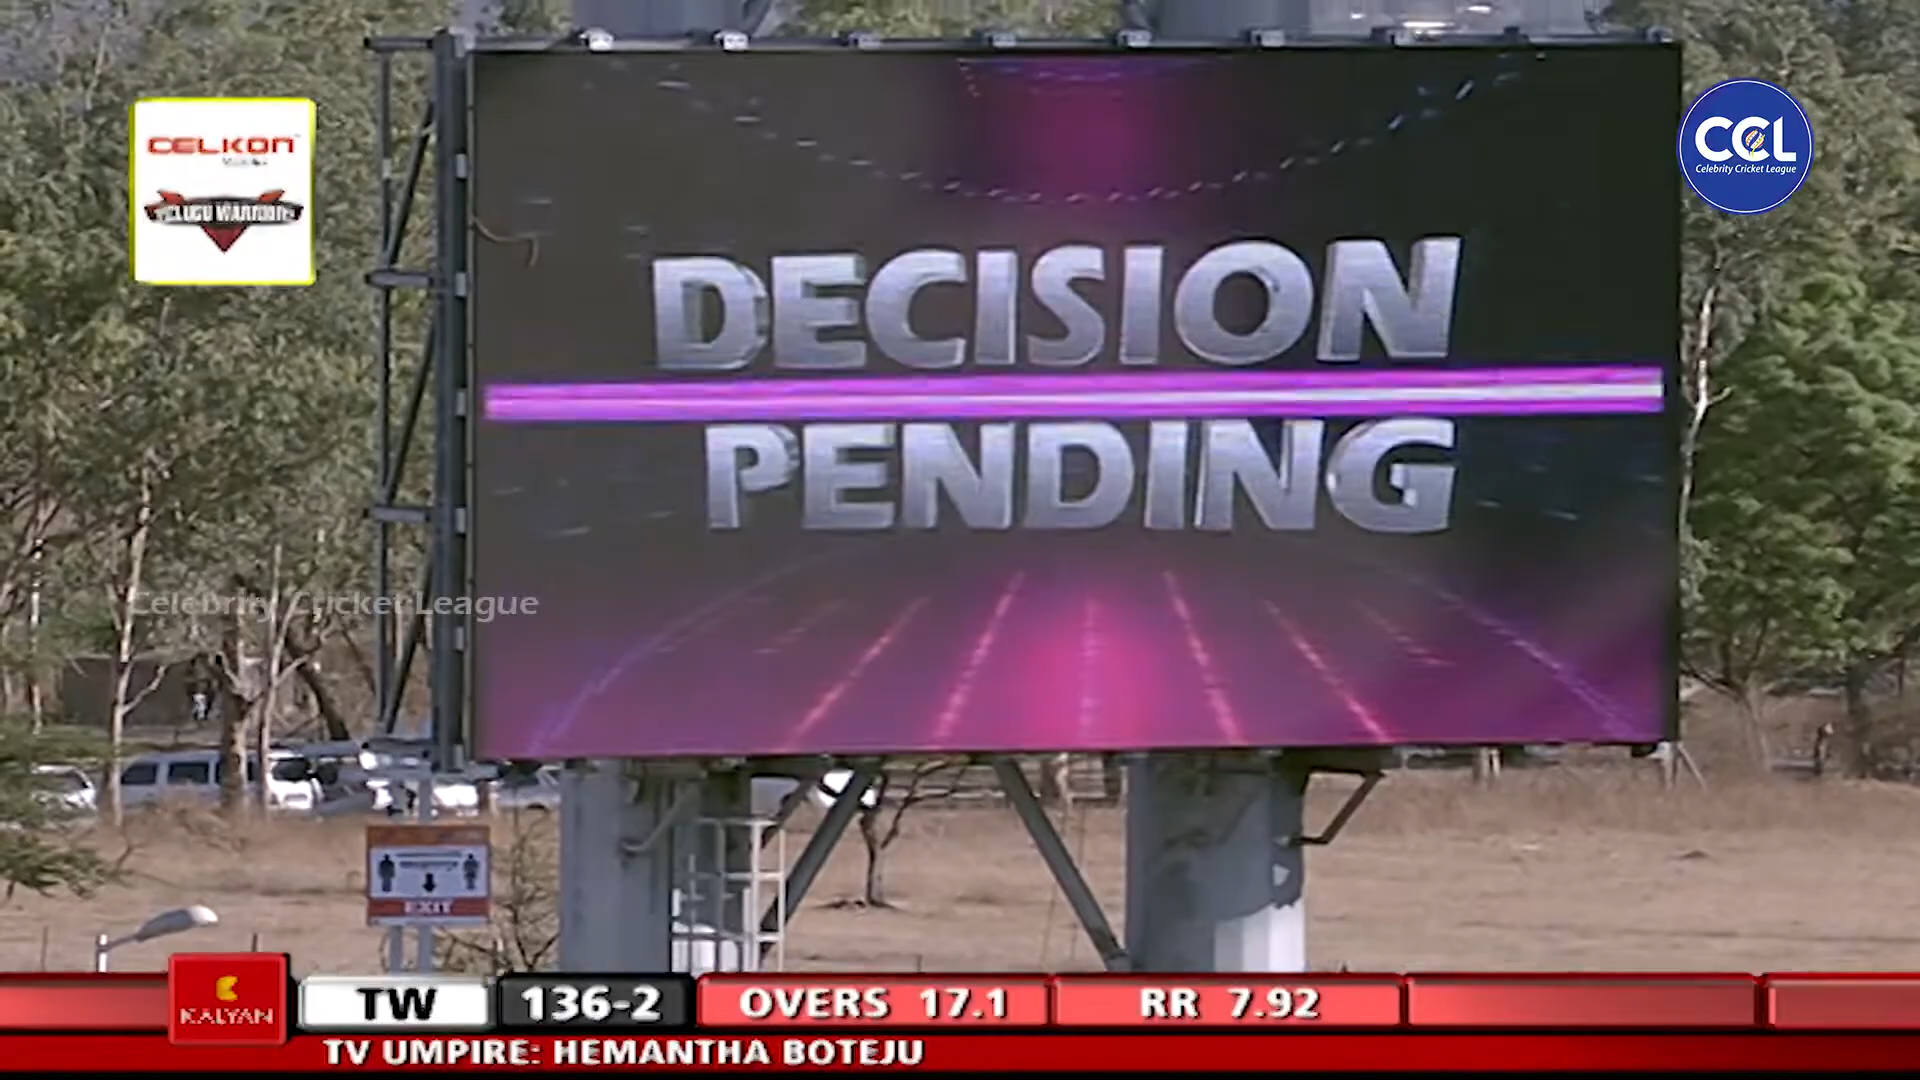 CELKON
TELUGU WARRIORS
CCL
Celebrity Cricket League
DECISION
PENDING
Celebrity Cricket League
EXIT
KALYAN
TW 136-2 OVERS 17.1 RR 7.92
TV UMPIRE: HEMANTHA BOTEJU